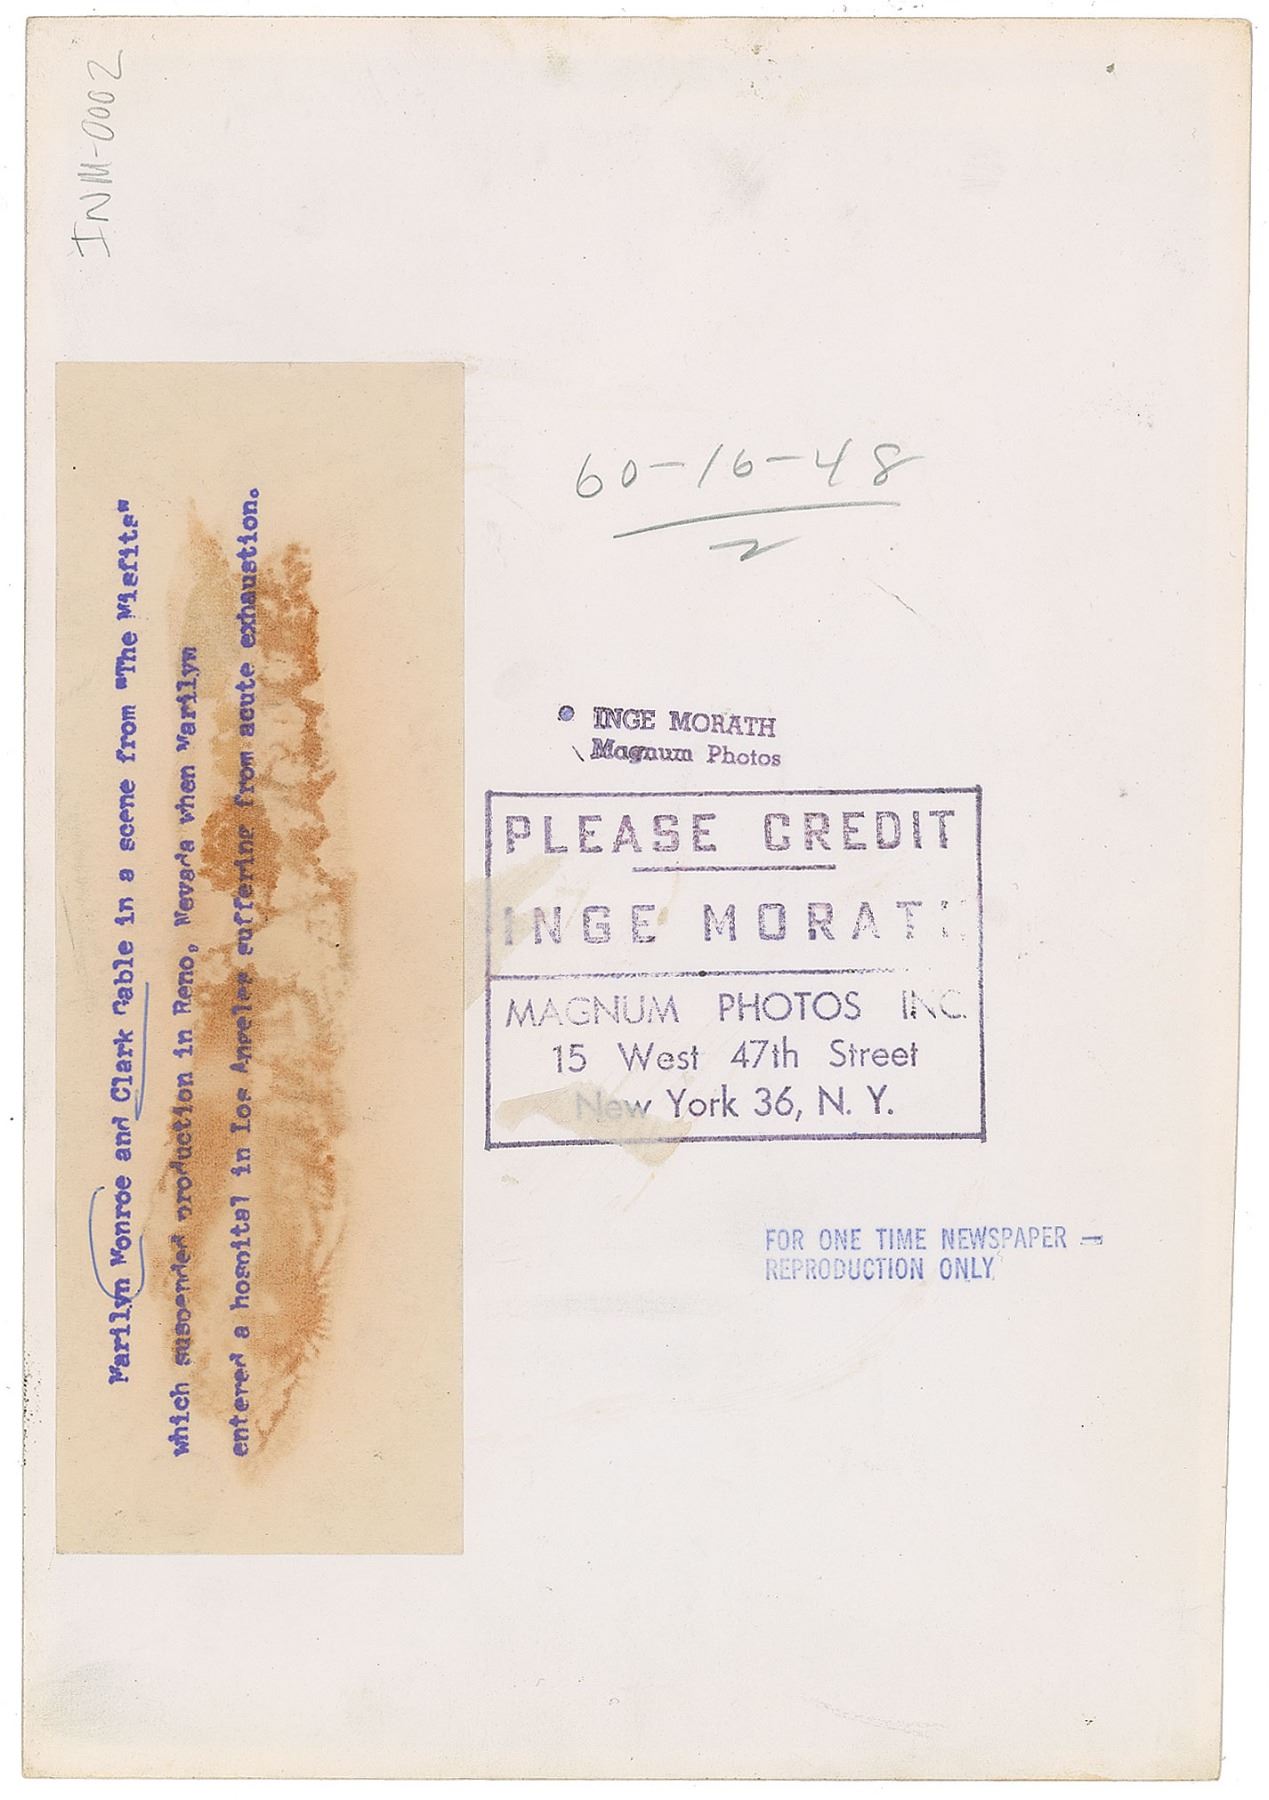 INM-0002
Marilyn Monroe and Clark Gable in a scene from "The Misfits"
which suspended production in Reno, Nevada when Marilyn
entered a hospital in Los Angeles suffering from acute exhaustion.
60-16-48
2
INGE MORATH
Magnum Photos
PLEASE CREDIT
INGE MORATH
MAGNUM PHOTOS INC.
15 West 47th Street
New York 36, N. Y.
FOR ONE TIME NEWSPAPER —
REPRODUCTION ONLY